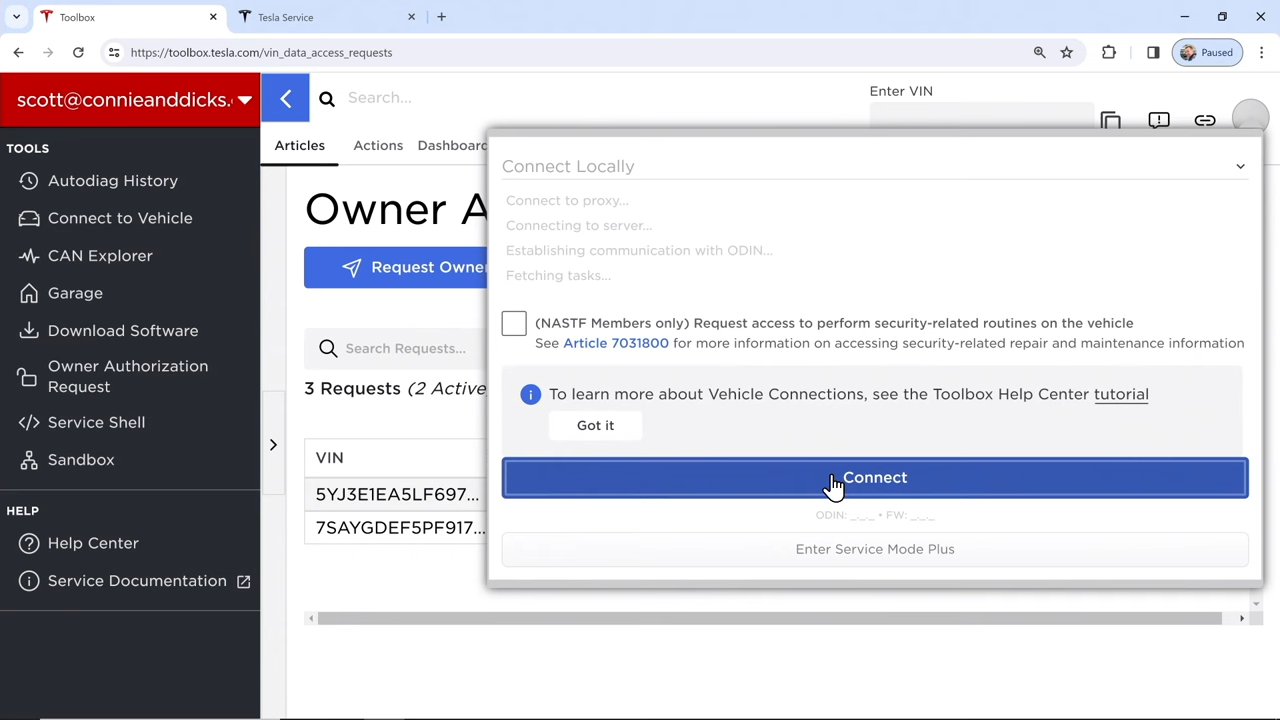 Toolbox
Tesla Service
https://toolbox.tesla.com/vin_data_access_requests
Paused
scott@connieanddicks.
Search...
Enter VIN
TOOLS
Autodiag History
Connect to Vehicle
CAN Explorer
Garage
Download Software
Owner Authorization
Request
Service Shell
Sandbox
HELP
Help Center
Service Documentation
Articles
Actions
Dashboard
Owner A
Request Owne
Search Requests...
3 Requests (2 Active
VIN
5YJ3E1EA5LF697...
7SAYGDEF5PF917...
Connect Locally
Connect to proxy...
Connecting to server...
Establishing communication with ODIN...
Fetching tasks...
(NASTF Members only) Request access to perform security-related routines on the vehicle
See Article 7031800 for more information on accessing security-related repair and maintenance information
To learn more about Vehicle Connections, see the Toolbox Help Center tutorial
Got it
Connect
ODIN: _._._ • FW: _._._
Enter Service Mode Plus